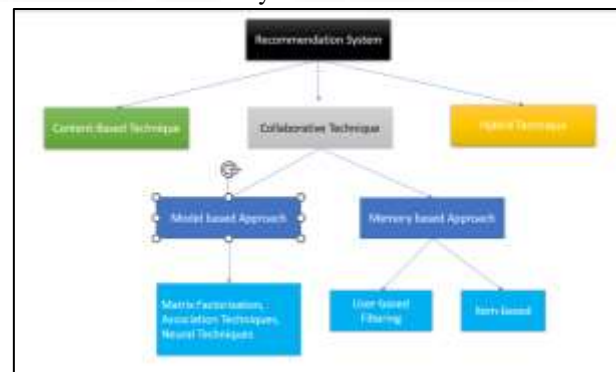 Recommendation System
Content-Based Technique
Collaborative Technique
Hybrid Technique
Model based Approach
Memory based Approach
Matrix Factorization,
Association Techniques,
Neural Techniques
User-based
Filtering
Item-based